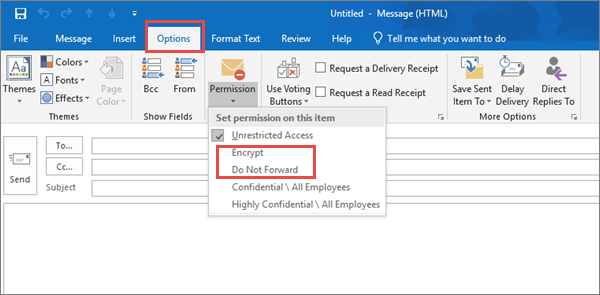 Untitled - Message (HTML)
File Message Insert Options Format Text Review Help Tell me what you want to do
Aa
Themes
Colors
Fonts
Effects
Page Color
Bcc
From
Permission
Use Voting Buttons
Request a Delivery Receipt
Request a Read Receipt
Save Sent Item To
Delay Delivery
Direct Replies To
Themes Show Fields More Options
Set permission on this item
Unrestricted Access
Encrypt
Do Not Forward
Confidential \ All Employees
Highly Confidential \ All Employees
Send
To...
Cc...
Subject